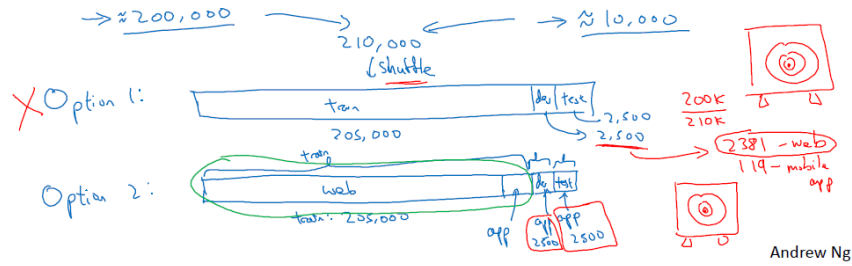 → ≈200,000 → ← ≈10,000
210,000
↓ shuffle
X Option 1: train dev test
205,000
2,500
2,500
200K
210K
2381 - web
119 - mobile
app
Option 2:
train
web dev test
train: 205,000
app
app
2500
app
2500
Andrew Ng